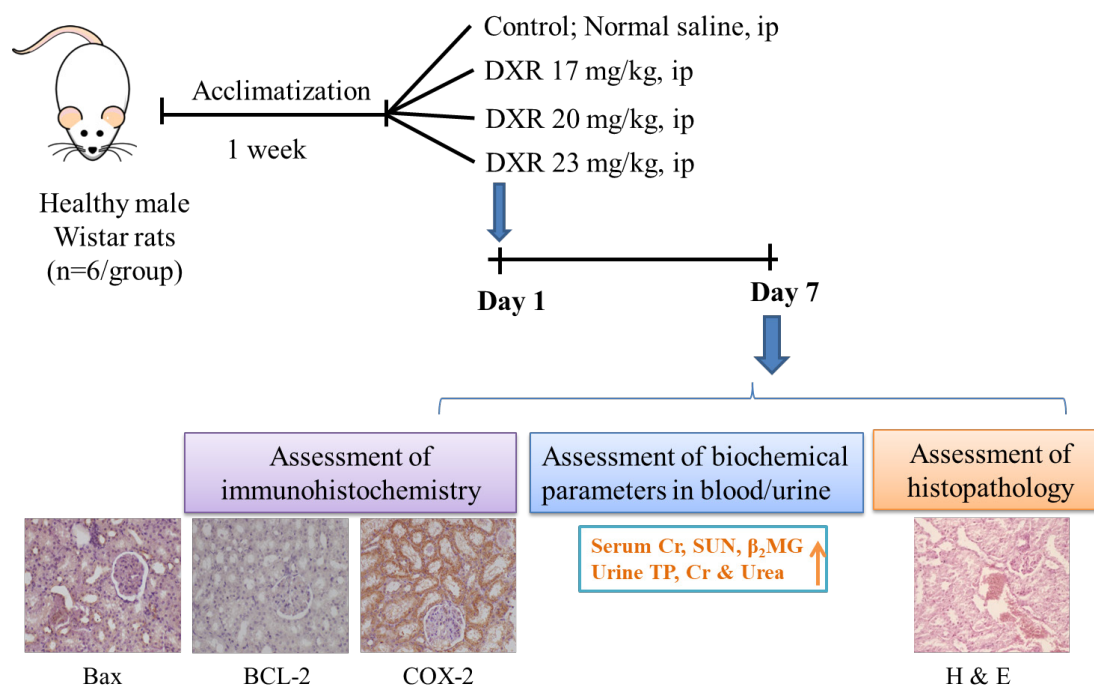 Control; Normal saline, ip
DXR 17 mg/kg, ip
DXR 20 mg/kg, ip
DXR 23 mg/kg, ip
Acclimatization
1 week
Healthy male
Wistar rats
(n=6/group)
Day 1
Day 7
Assessment of
immunohistochemistry
Assessment of biochemical
parameters in blood/urine
Assessment of
histopathology
Serum Cr, SUN, β₂MG
Urine TP, Cr & Urea
Bax
BCL-2
COX-2
H & E